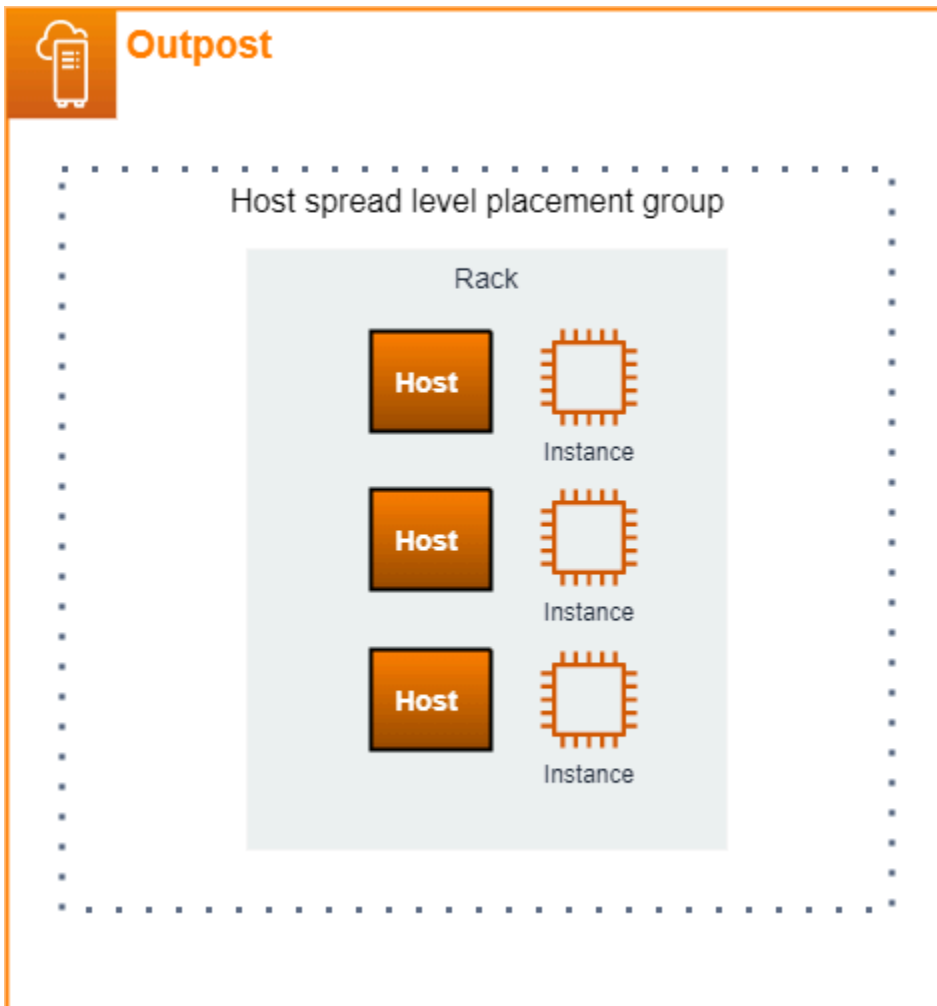 Outpost
Host spread level placement group
Rack
Host
Instance
Host
Instance
Host
Instance